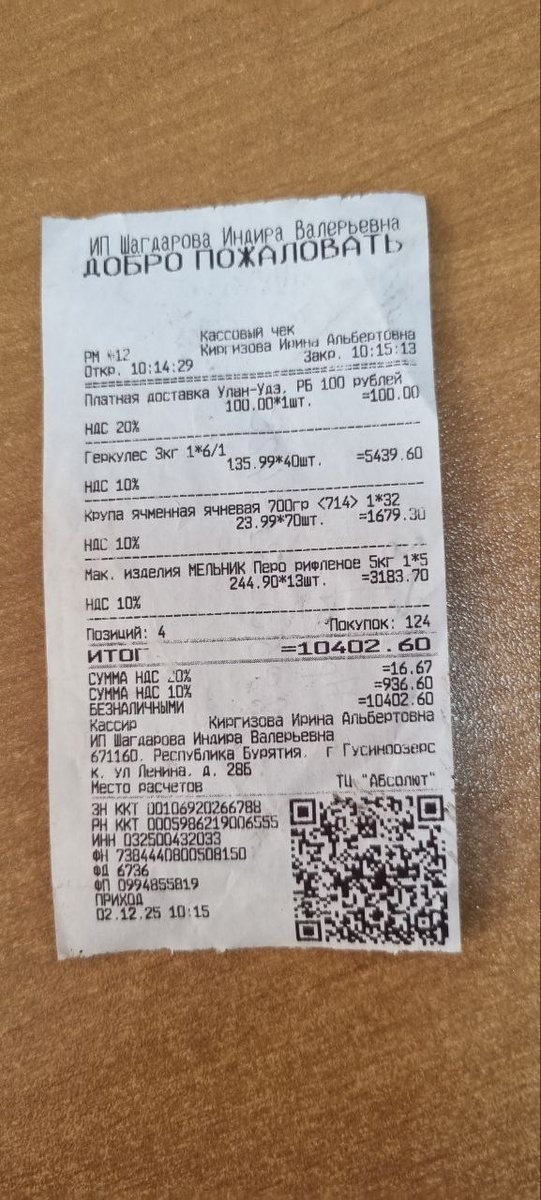 ИП Шагдарова Индира Валерьевна
ДОБРО ПОЖАЛОВАТЬ
Кассовый чек
РМ №12 Киргизова Ирина Альбертовна
Откр. 10:14:29 Закр. 10:15:13
Платная доставка Улан-Удэ, РБ 100 рублей
100.00*1шт. =100.00
НДС 20%
Геркулес 3кг 1*6/1
135.99*40шт. =5439.60
НДС 10%
Крупа ячменная ячневая 700гр <714> 1*32
23.99*70шт. =1679.30
НДС 10%
Мак. изделия МЕЛЬНИК Перо рифленое 5кг 1*5
244.90*13шт. =3183.70
НДС 10%
Позиций: 4 Покупок: 124
ИТОГ =10402.60
СУММА НДС 20% =16.67
СУММА НДС 10% =936.60
БЕЗНАЛИЧНЫМИ =10402.60
Кассир Киргизова Ирина Альбертовна
ИП Шагдарова Индира Валерьевна
671160, Республика Бурятия, г Гусиноозерс
к, ул Ленина, д. 28Б
Место расчетов ТЦ "Абсолют"
ЗН ККТ 00106920266788
РН ККТ 0005986219006555
ИНН 032500432033
ФН 7384440800508150
ФД 6736
ФП 0994855819
ПРИХОД
02.12.25 10:15